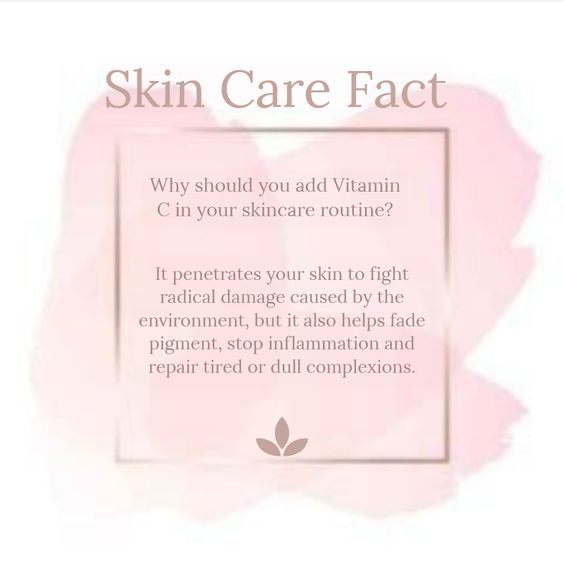 Skin Care Fact
Why should you add Vitamin
C in your skincare routine?
It penetrates your skin to fight
radical damage caused by the
environment, but it also helps fade
pigment, stop inflammation and
repair tired or dull complexions.